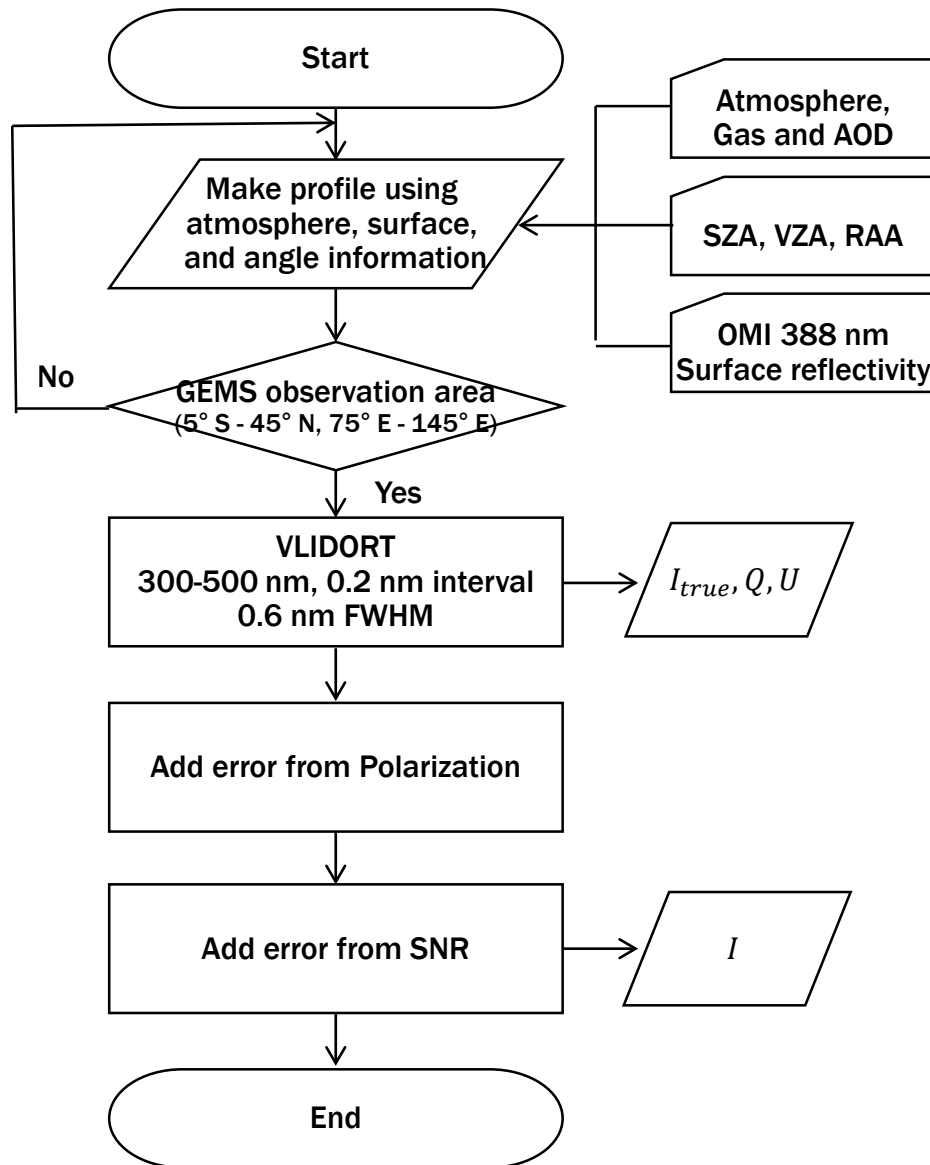 Start
Atmosphere,
Gas and AOD
Make profile using
atmosphere, surface,
and angle information
SZA, VZA, RAA
OMI 388 nm
Surface reflectivity
No
GEMS observation area
(5° S - 45° N, 75° E - 145° E)
Yes
VLIDORT
300-500 nm, 0.2 nm interval
0.6 nm FWHM
I_{true}, Q, U
Add error from Polarization
Add error from SNR
I
End